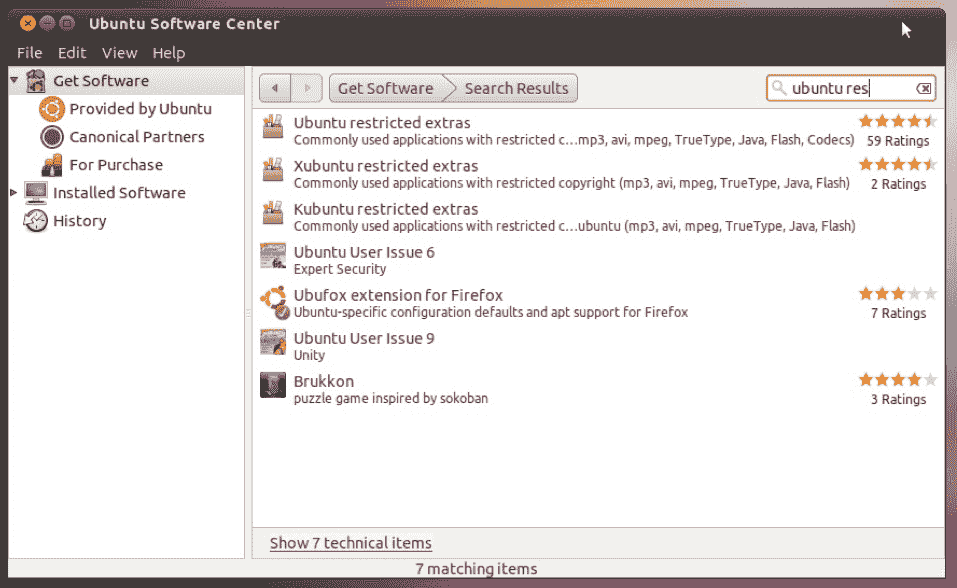 Ubuntu Software Center
File Edit View Help
Get Software
Provided by Ubuntu
Canonical Partners
For Purchase
Installed Software
History
Get Software Search Results
ubuntu res
Ubuntu restricted extras
Commonly used applications with restricted c...mp3, avi, mpeg, TrueType, Java, Flash, Codecs)
59 Ratings
Xubuntu restricted extras
Commonly used applications with restricted copyright (mp3, avi, mpeg, TrueType, Java, Flash)
2 Ratings
Kubuntu restricted extras
Commonly used applications with restricted c...ubuntu (mp3, avi, mpeg, TrueType, Java, Flash)
Ubuntu User Issue 6
Expert Security
Ubufox extension for Firefox
Ubuntu-specific configuration defaults and apt support for Firefox
7 Ratings
Ubuntu User Issue 9
Unity
Brukkon
puzzle game inspired by sokoban
3 Ratings
Show 7 technical items
7 matching items